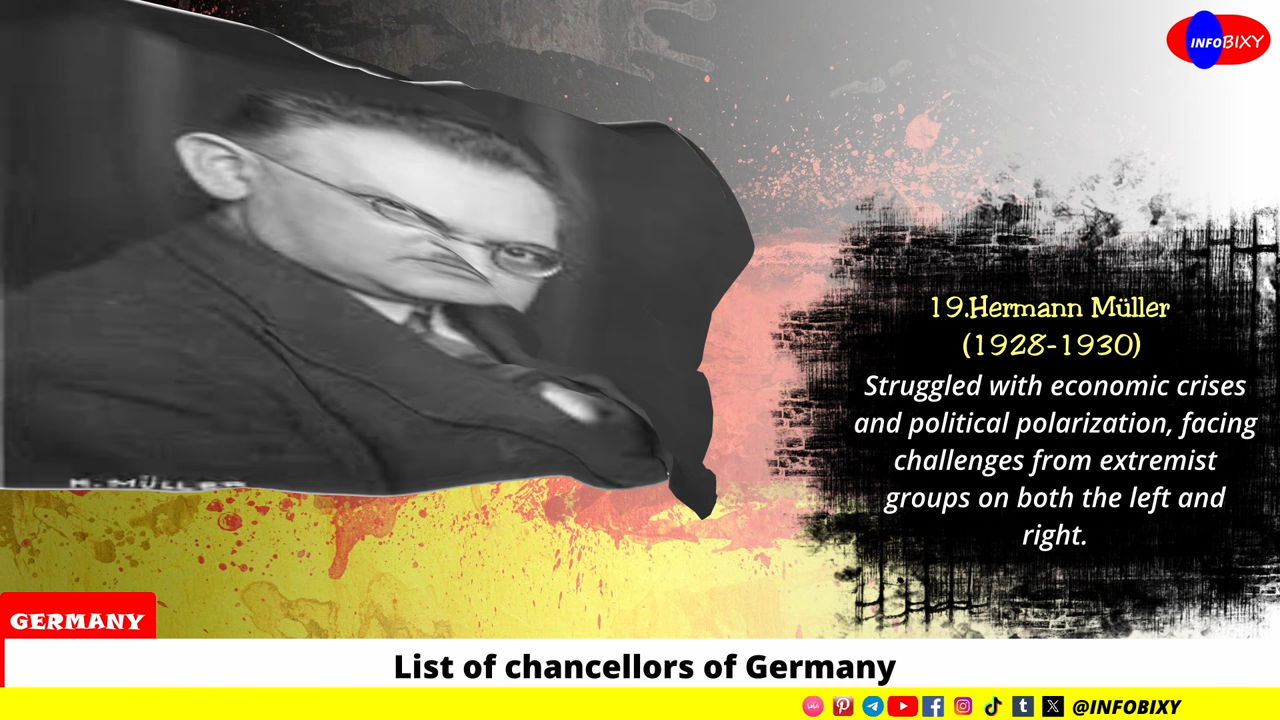 INFOBIXY
19.Hermann Müller
(1928-1930)
Struggled with economic crises
and political polarization, facing
challenges from extremist
groups on both the left and
right.
H. MÜLLER
GERMANY
List of chancellors of Germany
@INFOBIXY